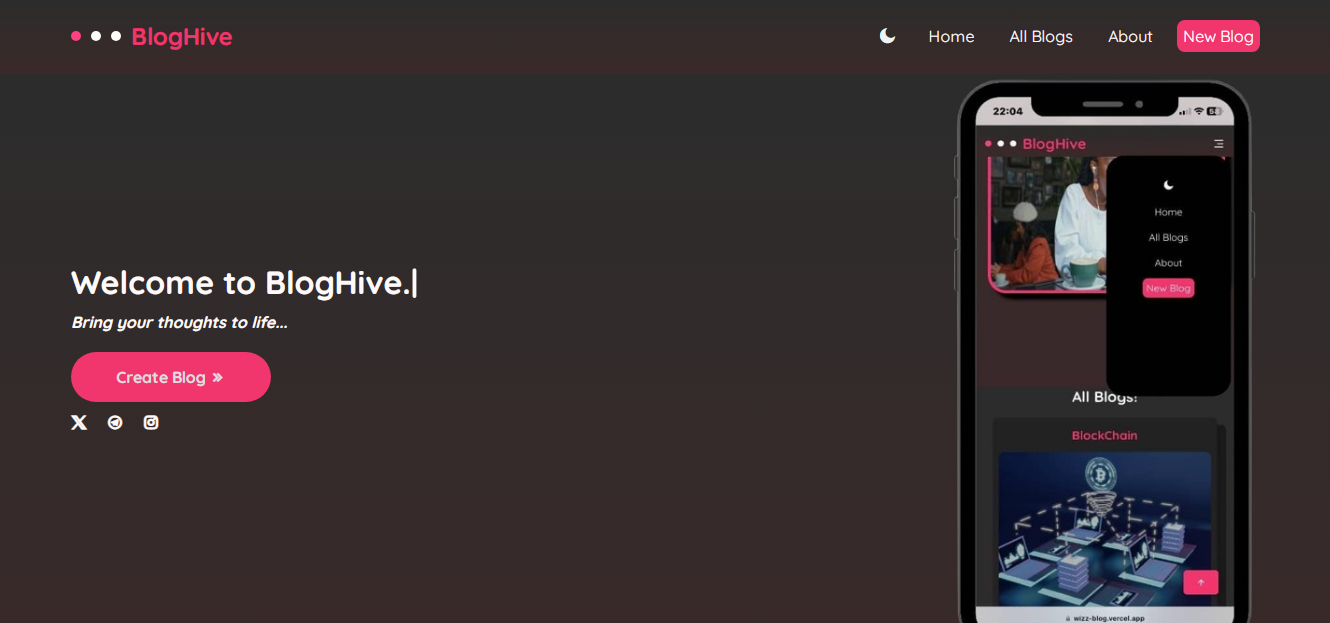 BlogHive
Home
All Blogs
About
New Blog
Welcome to BlogHive.|
Bring your thoughts to life...
Create Blog »
22:04
BlogHive
Home
All Blogs
About
New Blog
All Blogs!
BlockChain
wizz-blog.vercel.app